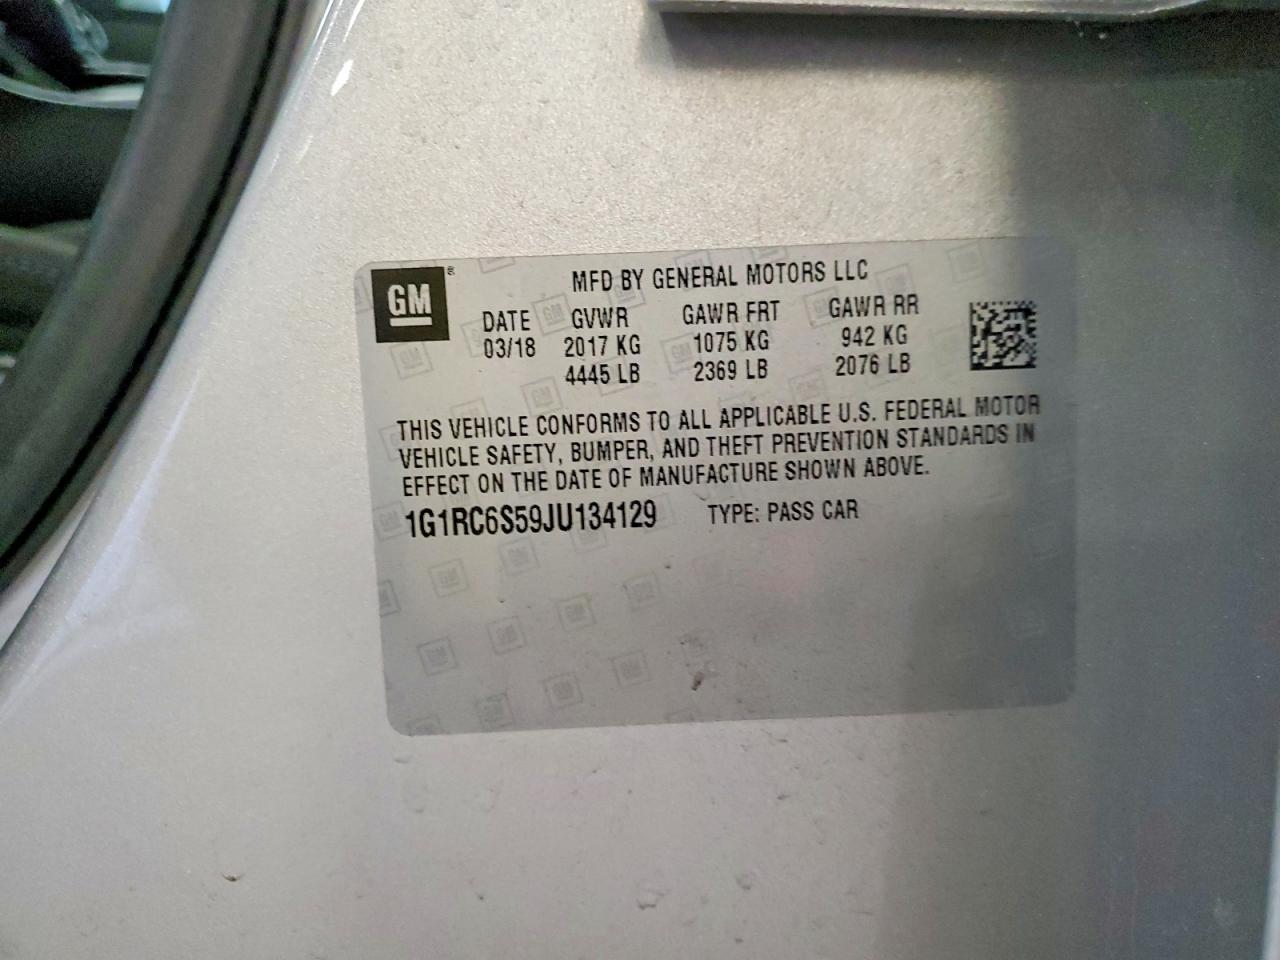 GM
MFD BY GENERAL MOTORS LLC
DATE GVWR GAWR FRT GAWR RR
03/18 2017 KG 1075 KG 942 KG
4445 LB 2369 LB 2076 LB
THIS VEHICLE CONFORMS TO ALL APPLICABLE U.S. FEDERAL MOTOR
VEHICLE SAFETY, BUMPER, AND THEFT PREVENTION STANDARDS IN
EFFECT ON THE DATE OF MANUFACTURE SHOWN ABOVE.
1G1RC6S59JU134129 TYPE: PASS CAR